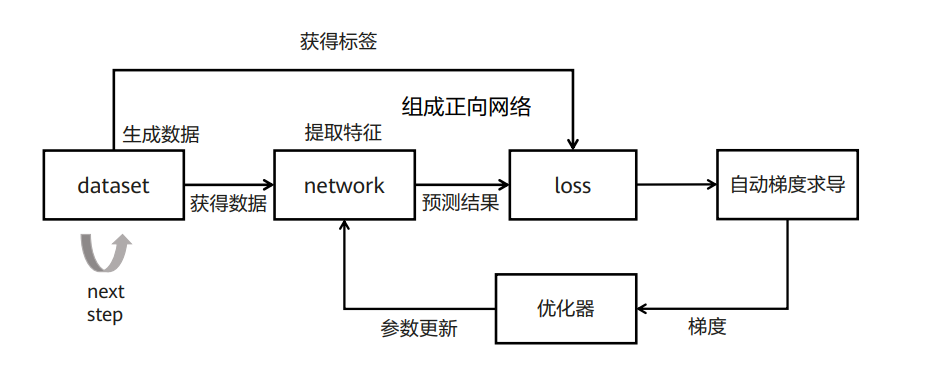 获得标签
组成正向网络
生成数据
提取特征
dataset
获得数据
network
预测结果
loss
自动梯度求导
next
step
参数更新
优化器
梯度